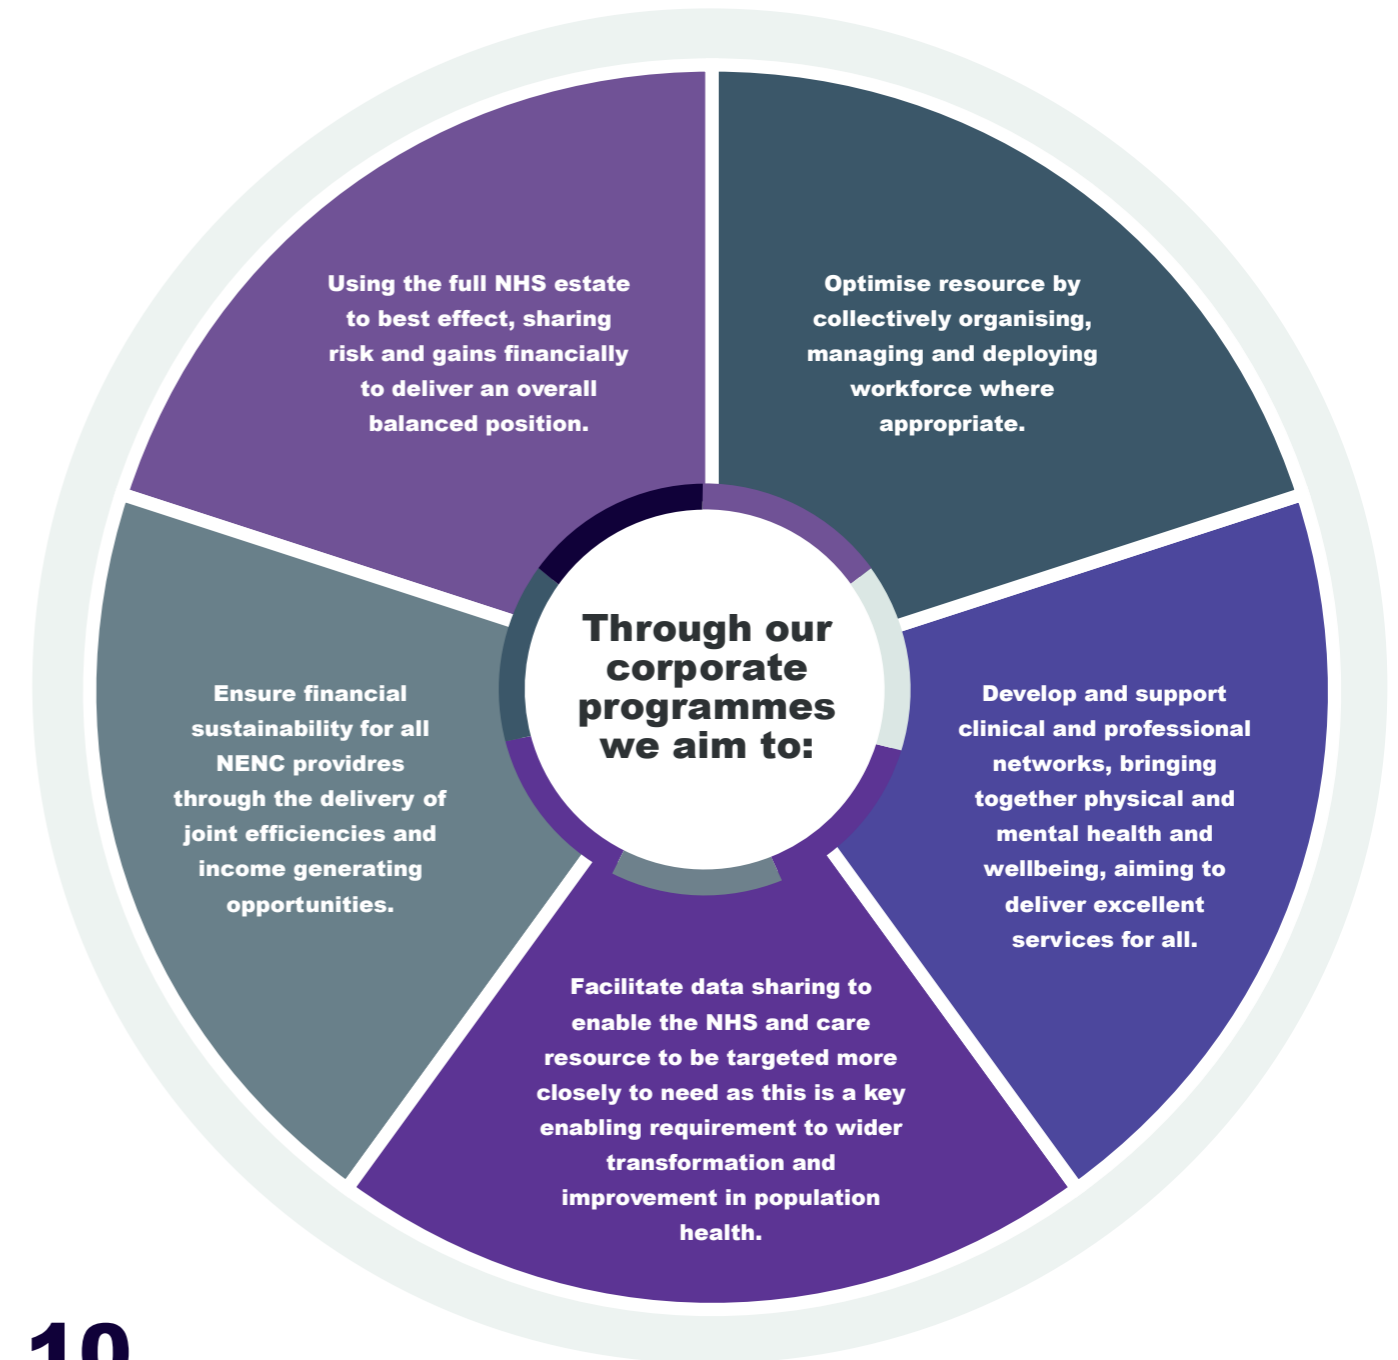 Through our
corporate
programmes
we aim to:
Optimise resource by
collectively organising,
managing and deploying
workforce where
appropriate.
Develop and support
clinical and professional
networks, bringing
together physical and
mental health and
wellbeing, aiming to
deliver excellent
services for all.
Facilitate data sharing to
enable the NHS and care
resource to be targeted more
closely to need as this is a key
enabling requirement to wider
transformation and
improvement in population
health.
Ensure financial
sustainability for all
NENC providres
through the delivery of
joint efficiencies and
income generating
opportunities.
Using the full NHS estate
to best effect, sharing
risk and gains financially
to deliver an overall
balanced position.
10